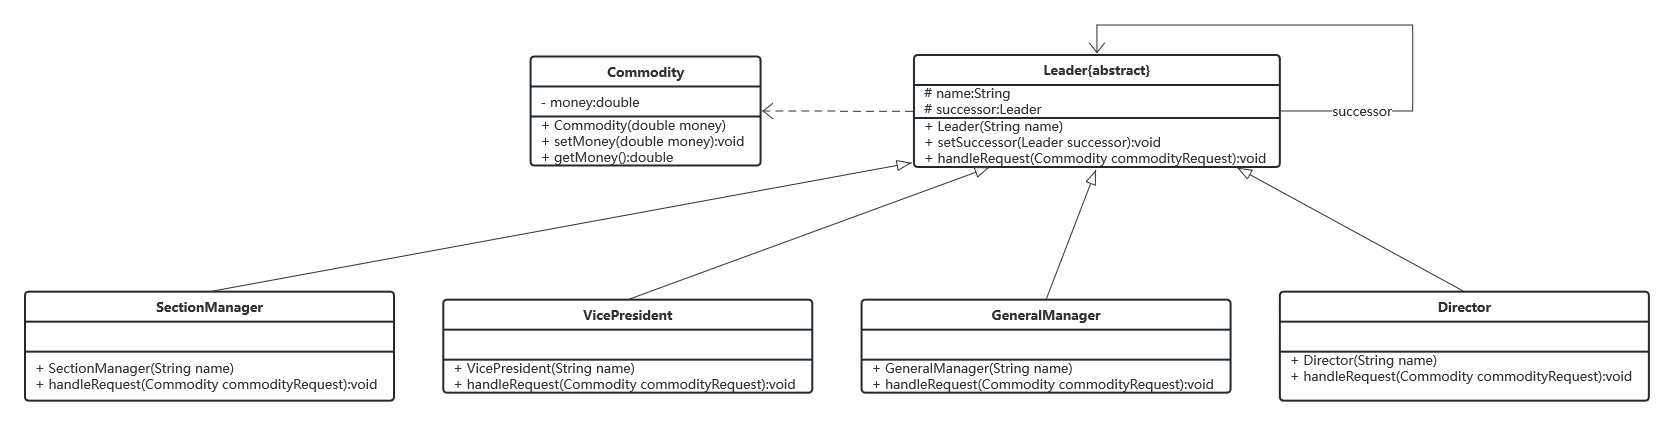 Commodity
- money:double
+ Commodity(double money)
+ setMoney(double money):void
+ getMoney():double
Leader{abstract}
# name:String
# successor:Leader
+ Leader(String name)
+ setSuccessor(Leader successor):void
+ handleRequest(Commodity commodityRequest):void
successor
SectionManager
+ SectionManager(String name)
+ handleRequest(Commodity commodityRequest):void
VicePresident
+ VicePresident(String name)
+ handleRequest(Commodity commodityRequest):void
GeneralManager
+ GeneralManager(String name)
+ handleRequest(Commodity commodityRequest):void
Director
+ Director(String name)
+ handleRequest(Commodity commodityRequest):void